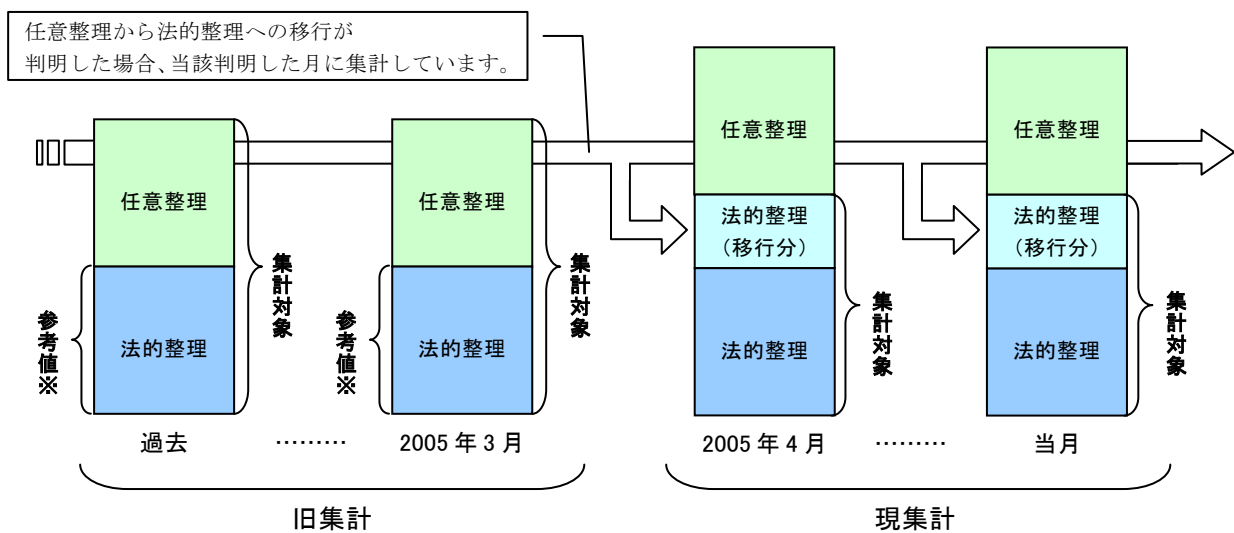 任意整理から法的整理への移行が
判明した場合、当該判明した月に集計しています。
任意整理
法的整理
参考値※
集計対象
過去
………
任意整理
法的整理
参考値※
集計対象
2005年3月
旧集計
任意整理
法的整理
（移行分）
法的整理
集計対象
2005年4月
………
任意整理
法的整理
（移行分）
法的整理
集計対象
当月
現集計